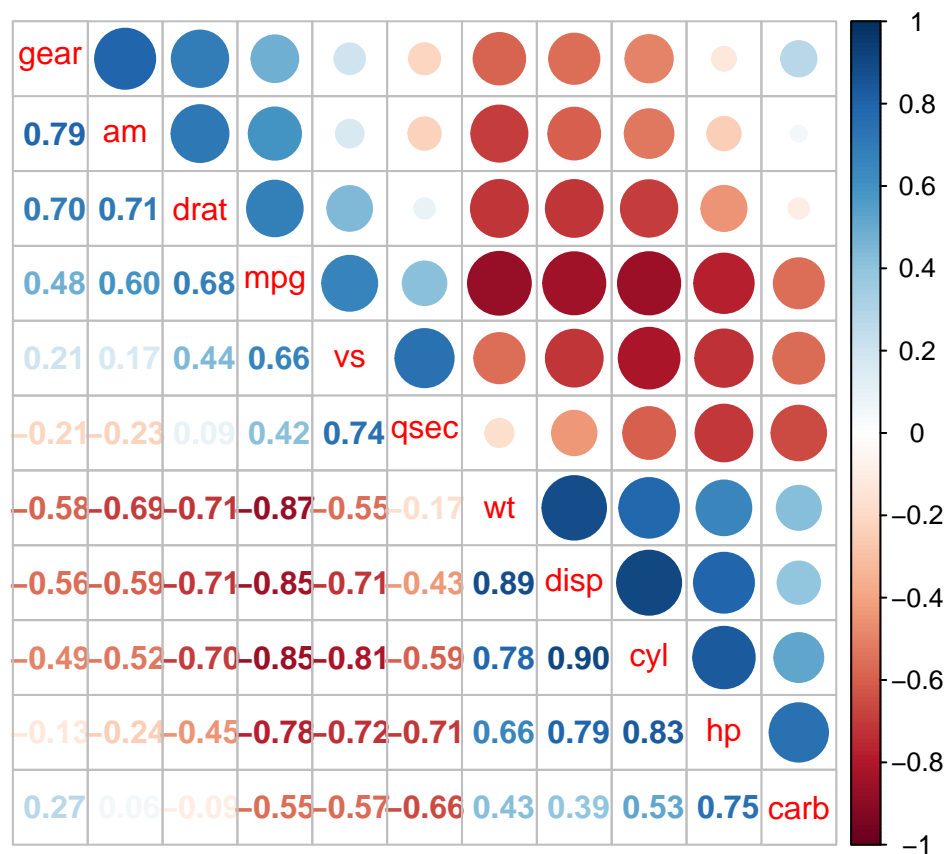 gear
0.79 am
0.70 0.71 drat
0.48 0.60 0.68 mpg
0.21 0.17 0.44 0.66 vs
−0.21 −0.23 0.09 0.42 0.74 qsec
−0.58 −0.69 −0.71 −0.87 −0.55 −0.17 wt
−0.56 −0.59 −0.71 −0.85 −0.71 −0.43 0.89 disp
−0.49 −0.52 −0.70 −0.85 −0.81 −0.59 0.78 0.90 cyl
−0.13 −0.24 −0.45 −0.78 −0.72 −0.71 0.66 0.79 0.83 hp
0.27 0.06 −0.09 −0.55 −0.57 −0.66 0.43 0.39 0.53 0.75 carb
1
0.8
0.6
0.4
0.2
0
−0.2
−0.4
−0.6
−0.8
−1